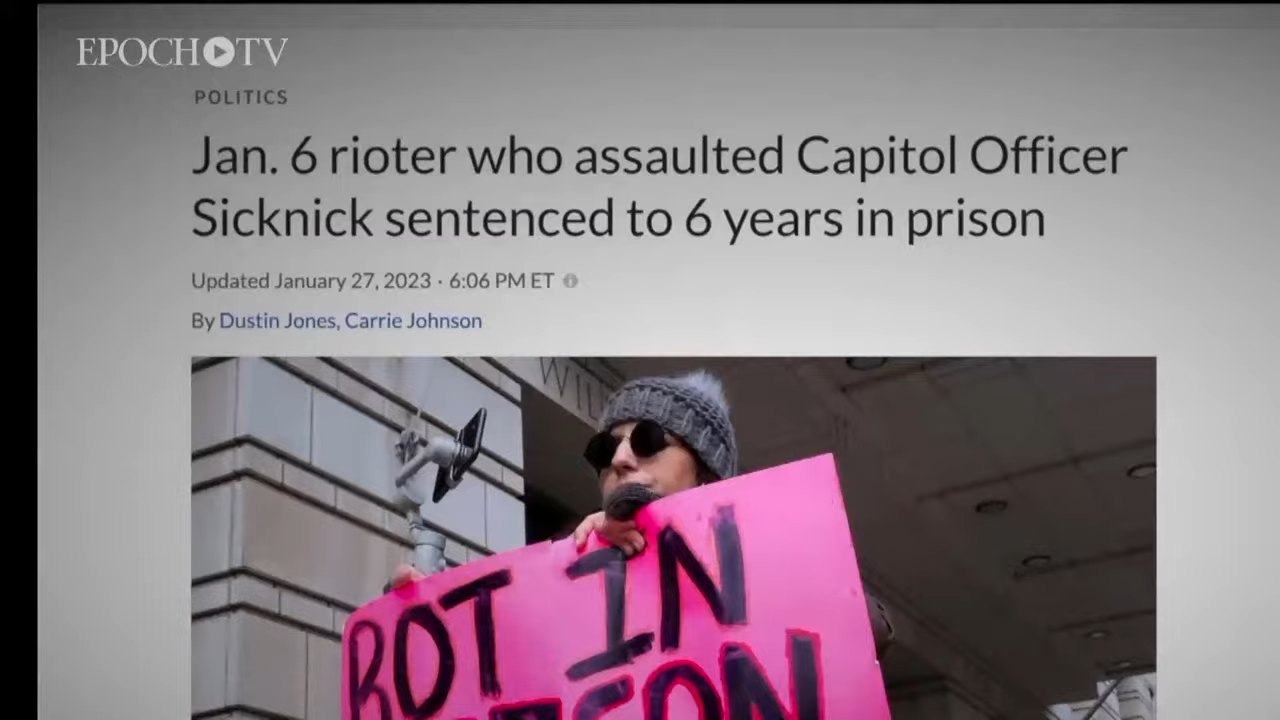 EPOCH TV
POLITICS
Jan. 6 rioter who assaulted Capitol Officer
Sicknick sentenced to 6 years in prison
Updated January 27, 2023 · 6:06 PM ET
By Dustin Jones, Carrie Johnson
WIL
ROT IN